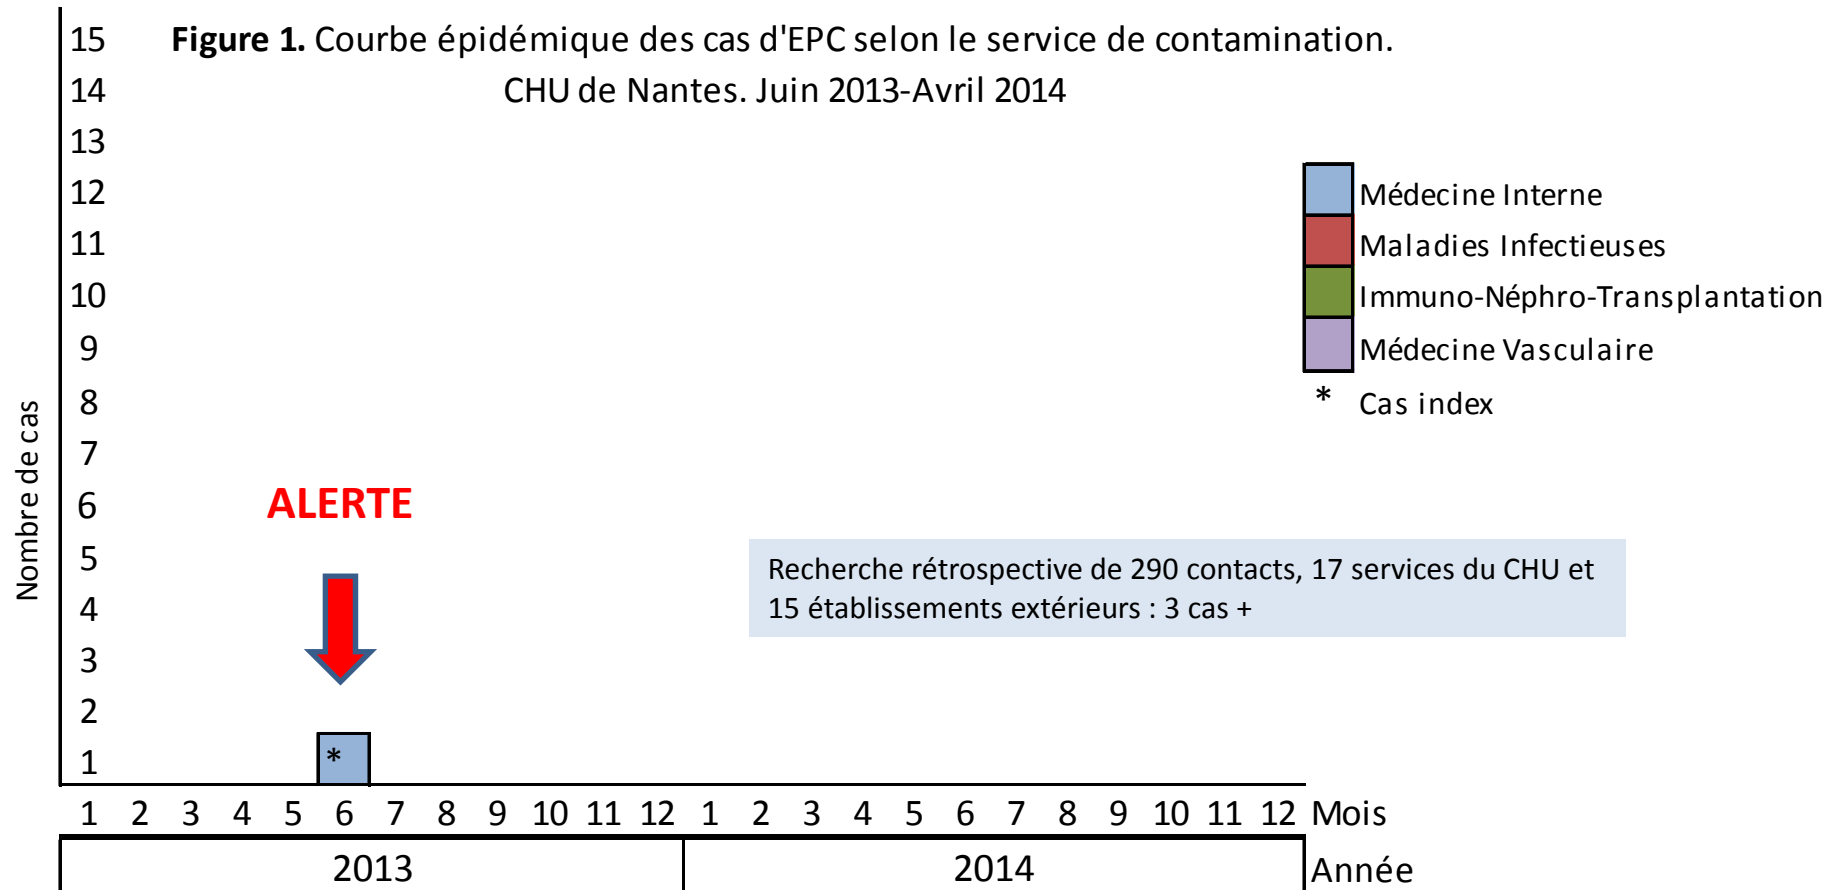 Figure 1. Courbe épidémique des cas d'EPC selon le service de contamination.
CHU de Nantes. Juin 2013-Avril 2014
15
14
13
12
11
10
9
8
7
6
5
4
3
2
1
Nombre de cas
Médecine Interne
Maladies Infectieuses
Immuno-Néphro-Transplantation
Médecine Vasculaire
* Cas index
ALERTE
Recherche rétrospective de 290 contacts, 17 services du CHU et
15 établissements extérieurs : 3 cas +
*
1 2 3 4 5 6 7 8 9 10 11 12 1 2 3 4 5 6 7 8 9 10 11 12 Mois
2013 2014 Année